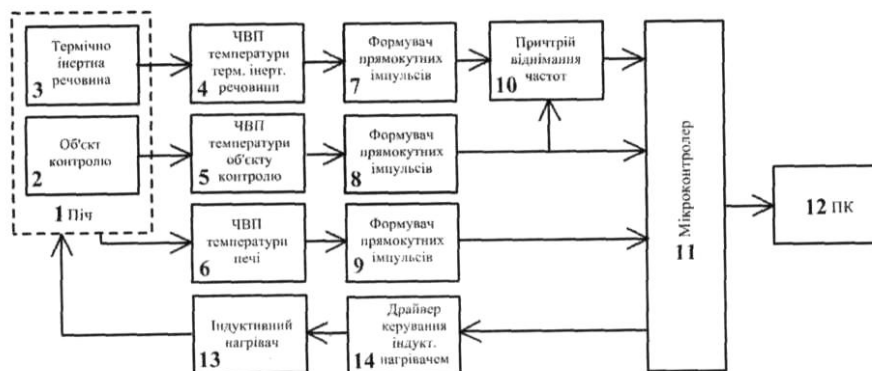 Термічно
інертна
речовина
3
ЧВП
температури
терм. інерт.
речовини
4
Формувач
прямокутних
імпульсів
7
Причтрій
віднімання
частот
10
Об'єкт
контролю
2
ЧВП
температури
об'єкту
контролю
5
Формувач
прямокутних
імпульсів
8
1 Піч
ЧВП
температури
печі
6
Формувач
прямокутних
імпульсів
9
Мікроконтролер
11
12 ПК
Індуктивний
нагрівач
13
Драйвер
керування
індукт.
нагрівачем
14